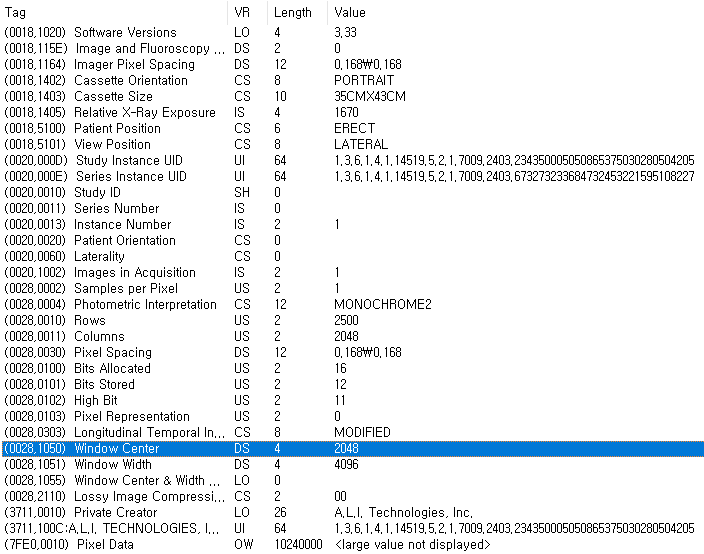 Tag VR Length Value
(0018,1020) Software Versions LO 4 3.33
(0018,115E) Image and Fluoroscopy ... DS 2 0
(0018,1164) Imager Pixel Spacing DS 12 0.168₩0.168
(0018,1402) Cassette Orientation CS 8 PORTRAIT
(0018,1403) Cassette Size CS 10 35CMX43CM
(0018,1405) Relative X-Ray Exposure IS 4 1670
(0018,5100) Patient Position CS 6 ERECT
(0018,5101) View Position CS 8 LATERAL
(0020,000D) Study Instance UID UI 64 1.3.6.1.4.1.14519.5.2.1.7009.2403.234350005050865375030280504205
(0020,000E) Series Instance UID UI 64 1.3.6.1.4.1.14519.5.2.1.7009.2403.673273233684732453221595108227
(0020,0010) Study ID SH 0
(0020,0011) Series Number IS 0
(0020,0013) Instance Number IS 2 1
(0020,0020) Patient Orientation CS 0
(0020,0060) Laterality CS 0
(0020,1002) Images in Acquisition IS 2 1
(0028,0002) Samples per Pixel US 2 1
(0028,0004) Photometric Interpretation CS 12 MONOCHROME2
(0028,0010) Rows US 2 2500
(0028,0011) Columns US 2 2048
(0028,0030) Pixel Spacing DS 12 0.168₩0.168
(0028,0100) Bits Allocated US 2 16
(0028,0101) Bits Stored US 2 12
(0028,0102) High Bit US 2 11
(0028,0103) Pixel Representation US 2 0
(0028,0303) Longitudinal Temporal In... CS 8 MODIFIED
(0028,1050) Window Center DS 4 2048
(0028,1051) Window Width DS 4 4096
(0028,1055) Window Center & Width ... LO 0
(0028,2110) Lossy Image Compressi... CS 2 00
(3711,0010) Private Creator LO 26 A.L.I. Technologies, Inc.
(3711,100C:A.L.I. TECHNOLOGIES, I... UI 64 1.3.6.1.4.1.14519.5.2.1.7009.2403.234350005050865375030280504205
(7FE0,0010) Pixel Data OW 10240000 <large value not displayed>